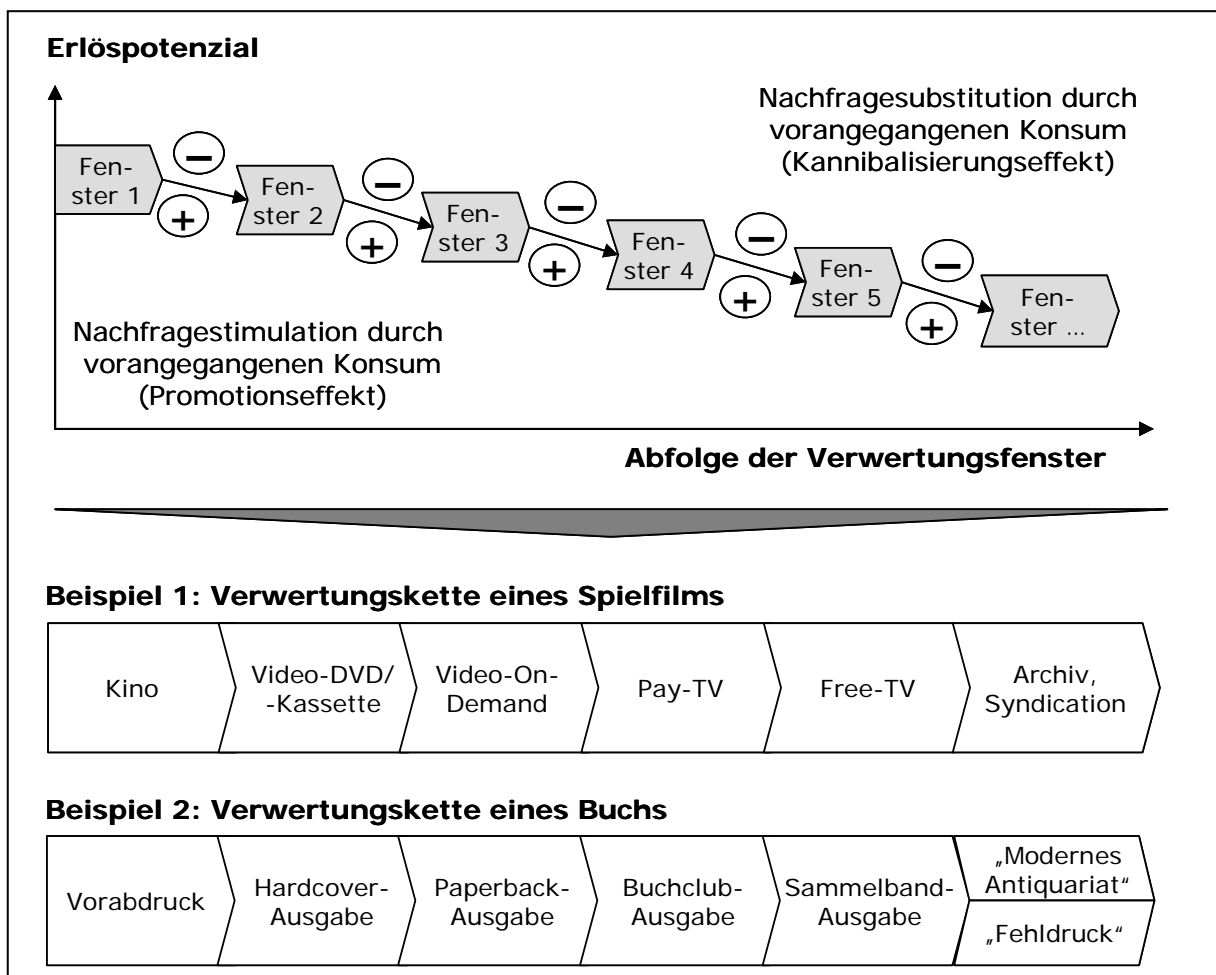 Erlöspotenzial
Nachfragesubstitution durch
vorangegangenen Konsum
(Kannibalisierungseffekt)
Fen-
ster 1
−
+
Fen-
ster 2
−
+
Fen-
ster 3
−
+
Fen-
ster 4
−
+
Fen-
ster 5
−
+
Fen-
ster ...
Nachfragestimulation durch
vorangegangenen Konsum
(Promotionseffekt)
Abfolge der Verwertungsfenster
Beispiel 1: Verwertungskette eines Spielfilms
Kino
Video-DVD/
-Kassette
Video-On-
Demand
Pay-TV
Free-TV
Archiv,
Syndication
Beispiel 2: Verwertungskette eines Buchs
Vorabdruck
Hardcover-
Ausgabe
Paperback-
Ausgabe
Buchclub-
Ausgabe
Sammelband-
Ausgabe
„Modernes
Antiquariat“
„Fehldruck“